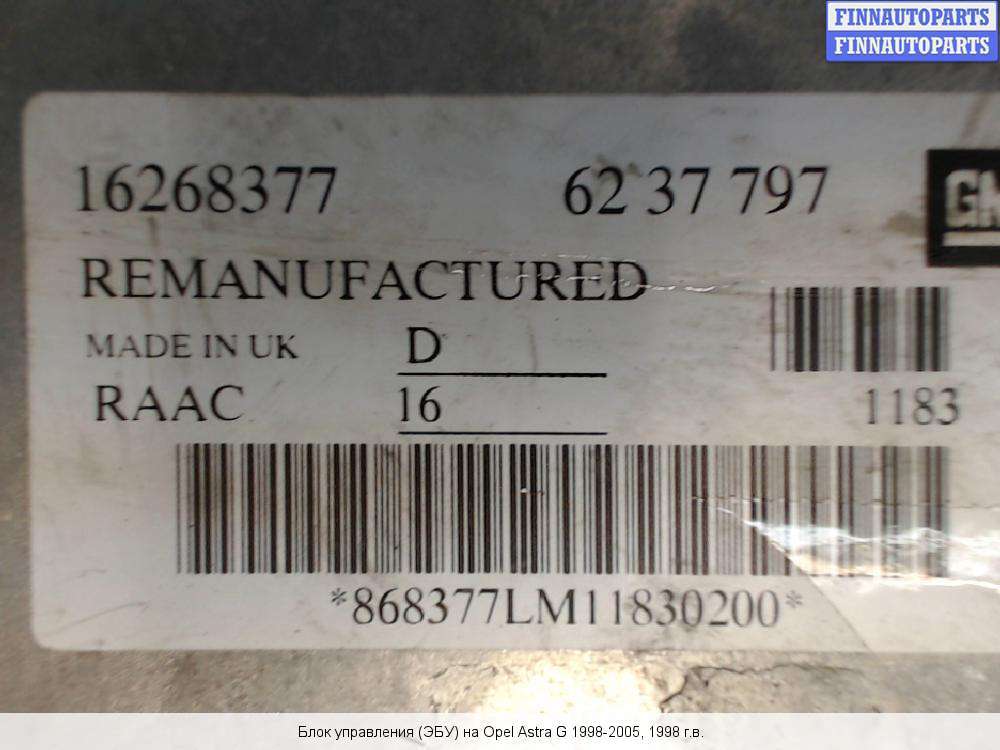 FINNAUTOPARTS
FINNAUTOPARTS
16268377 62 37 797
GM
REMANUFACTURED
MADE IN UK D
RAAC 16 1183
*868377LM11830200*
Блок управления (ЭБУ) на Opel Astra G 1998-2005, 1998 г.в.